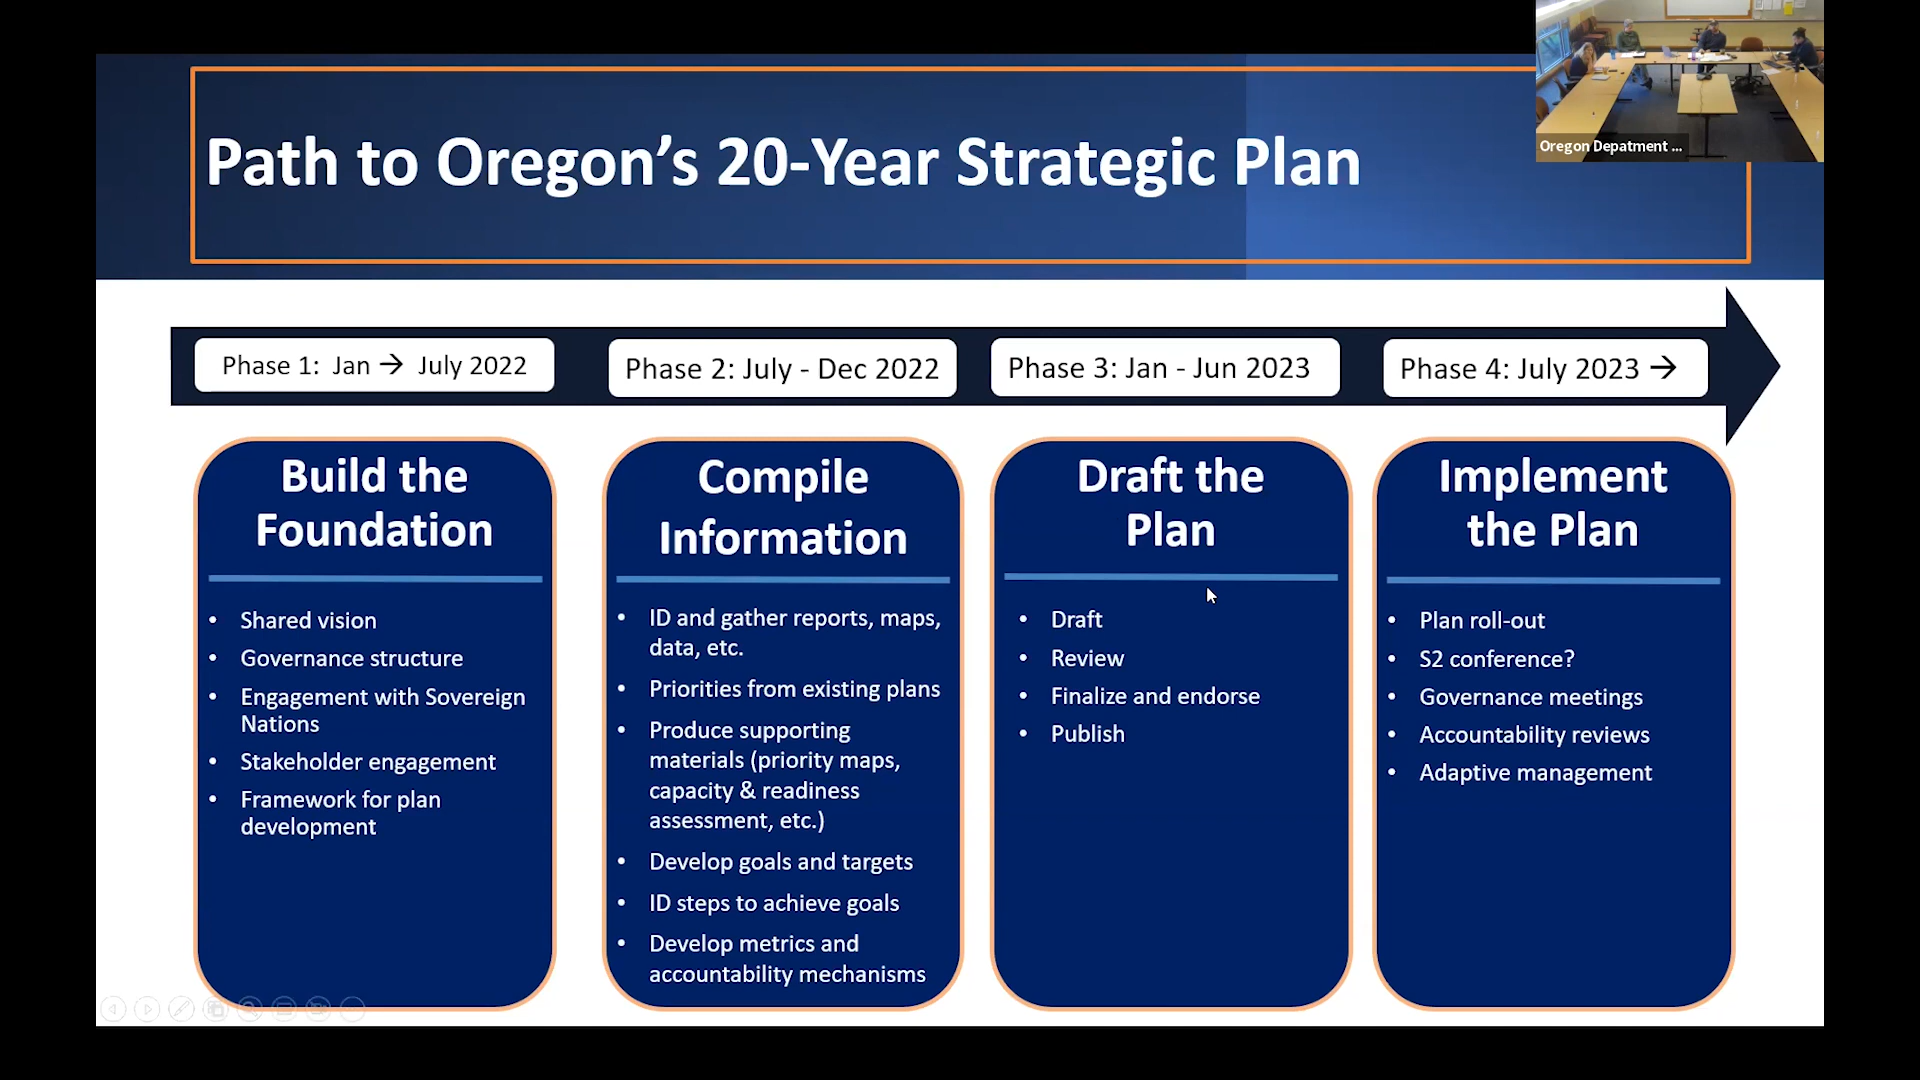 Path to Oregon’s 20-Year Strategic Plan
Oregon Depatment ...
Phase 1: Jan → July 2022
Phase 2: July - Dec 2022
Phase 3: Jan - Jun 2023
Phase 4: July 2023 →
Build the
Foundation
• Shared vision
• Governance structure
• Engagement with Sovereign
Nations
• Stakeholder engagement
• Framework for plan
development
Compile
Information
• ID and gather reports, maps,
data, etc.
• Priorities from existing plans
• Produce supporting
materials (priority maps,
capacity & readiness
assessment, etc.)
• Develop goals and targets
• ID steps to achieve goals
• Develop metrics and
accountability mechanisms
Draft the
Plan
• Draft
• Review
• Finalize and endorse
• Publish
Implement
the Plan
• Plan roll-out
• S2 conference?
• Governance meetings
• Accountability reviews
• Adaptive management